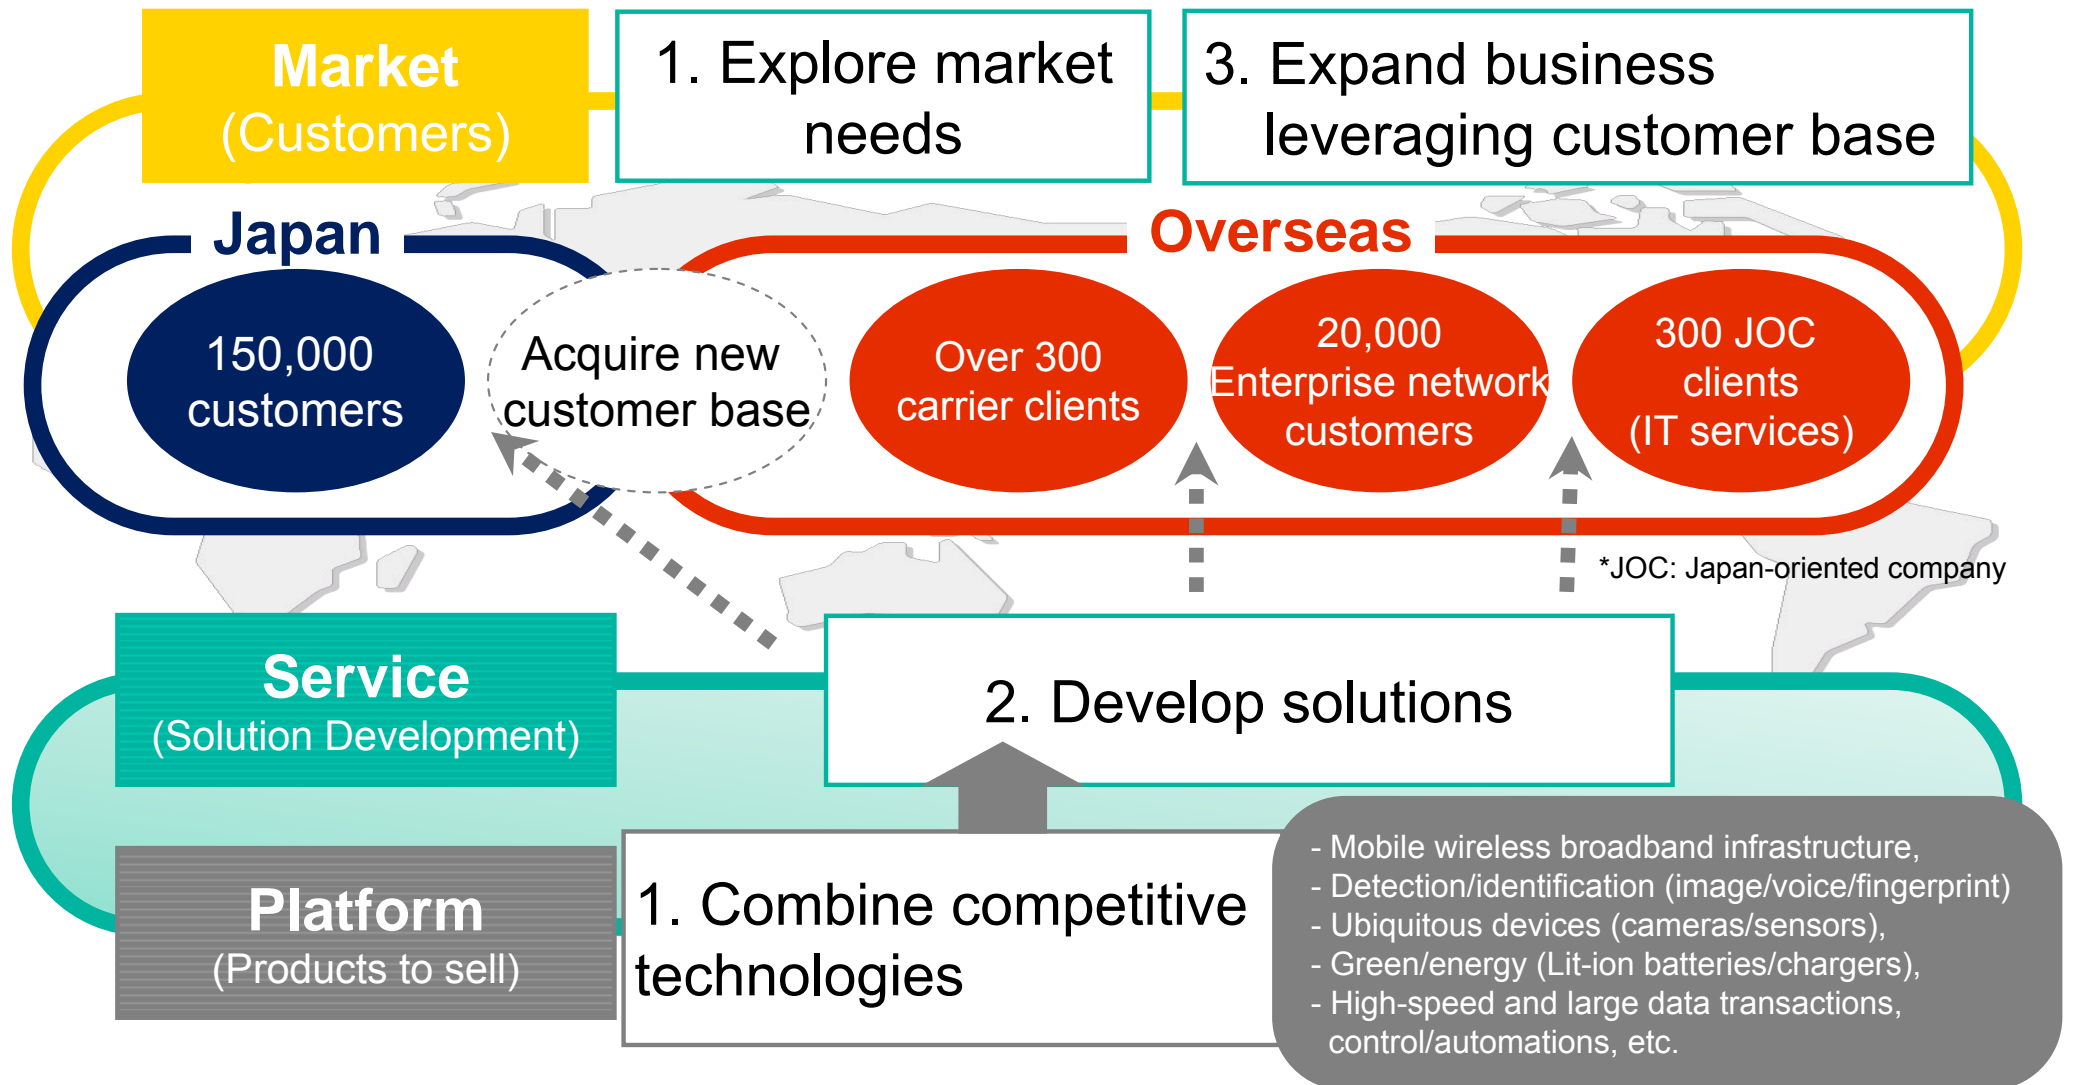 Market
(Customers)
1. Explore market
needs
3. Expand business
leveraging customer base
Japan
Overseas
150,000
customers
Acquire new
customer base
Over 300
carrier clients
20,000
Enterprise network
customers
300 JOC
clients
(IT services)
*JOC: Japan-oriented company
Service
(Solution Development)
2. Develop solutions
Platform
(Products to sell)
1. Combine competitive
technologies
- Mobile wireless broadband infrastructure,
- Detection/identification (image/voice/fingerprint)
- Ubiquitous devices (cameras/sensors),
- Green/energy (Lit-ion batteries/chargers),
- High-speed and large data transactions,
control/automations, etc.